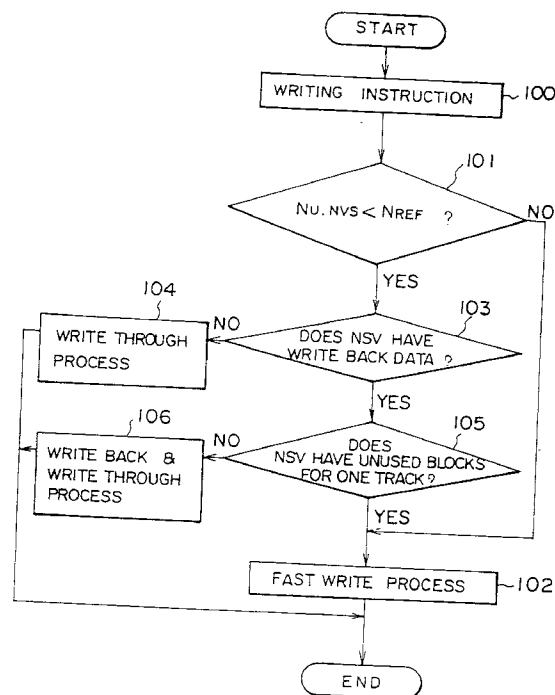 START
WRITING INSTRUCTION
100
101
NU.NVS < NREF ?
NO
YES
104
103
WRITE THROUGH
PROCESS
NO
DOES NSV HAVE
WRITE BACK DATA ?
106
YES
105
WRITE BACK &
WRITE THROUGH
PROCESS
NO
DOES
NSV HAVE UNUSED BLOCKS
FOR ONE TRACK ?
YES
FAST WRITE PROCESS
102
END